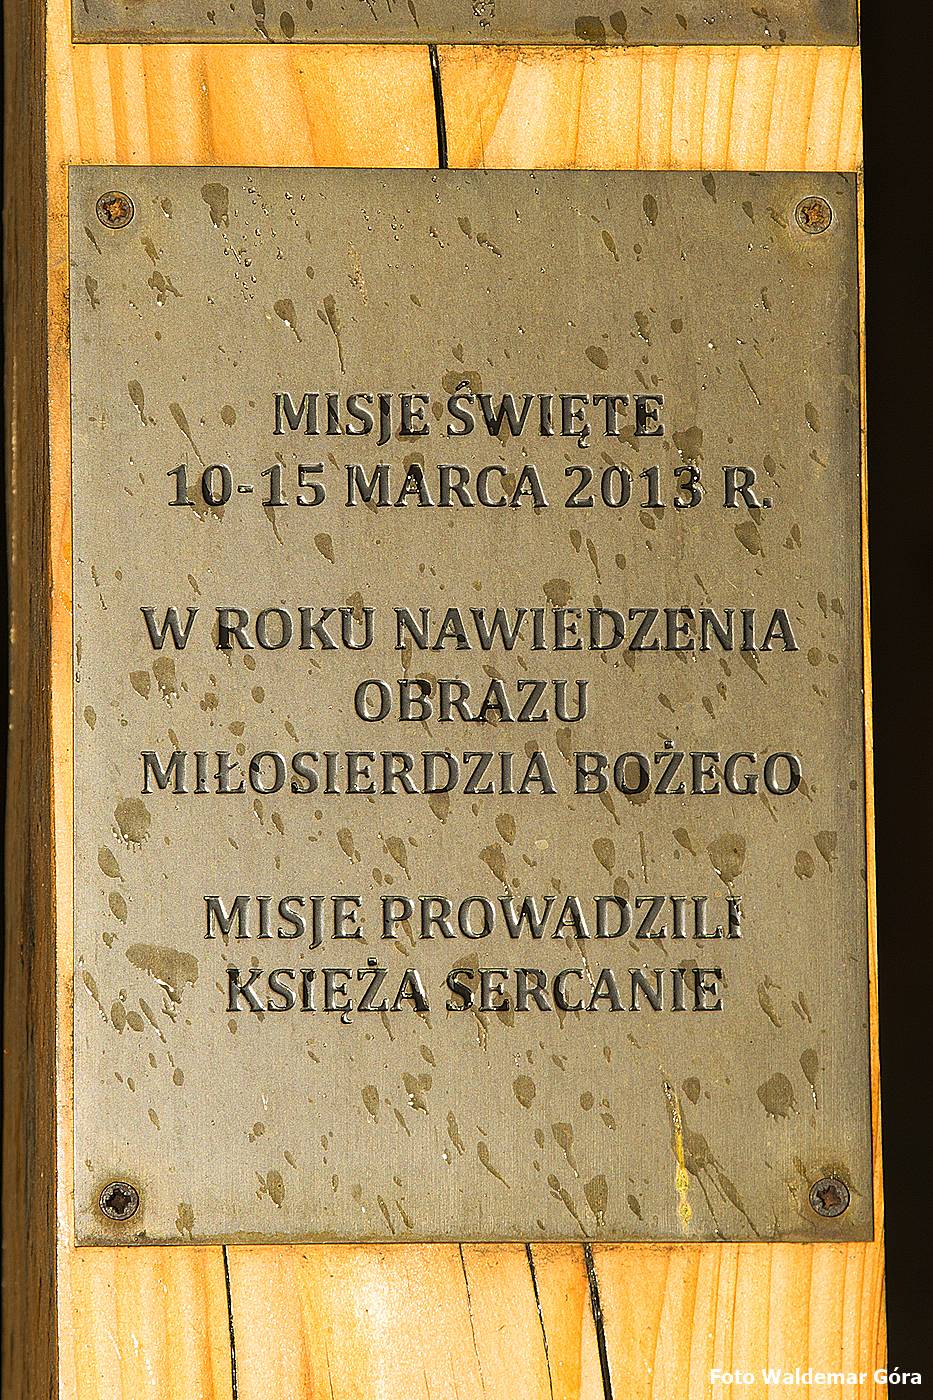 MISJE ŚWIĘTE
10-15 MARCA 2013 R.
W ROKU NAWIEDZENIA
OBRAZU
MIŁOSIERDZIA BOŻEGO
MISJE PROWADZILI
KSIĘŻA SERCANIE
Foto Waldemar Góra